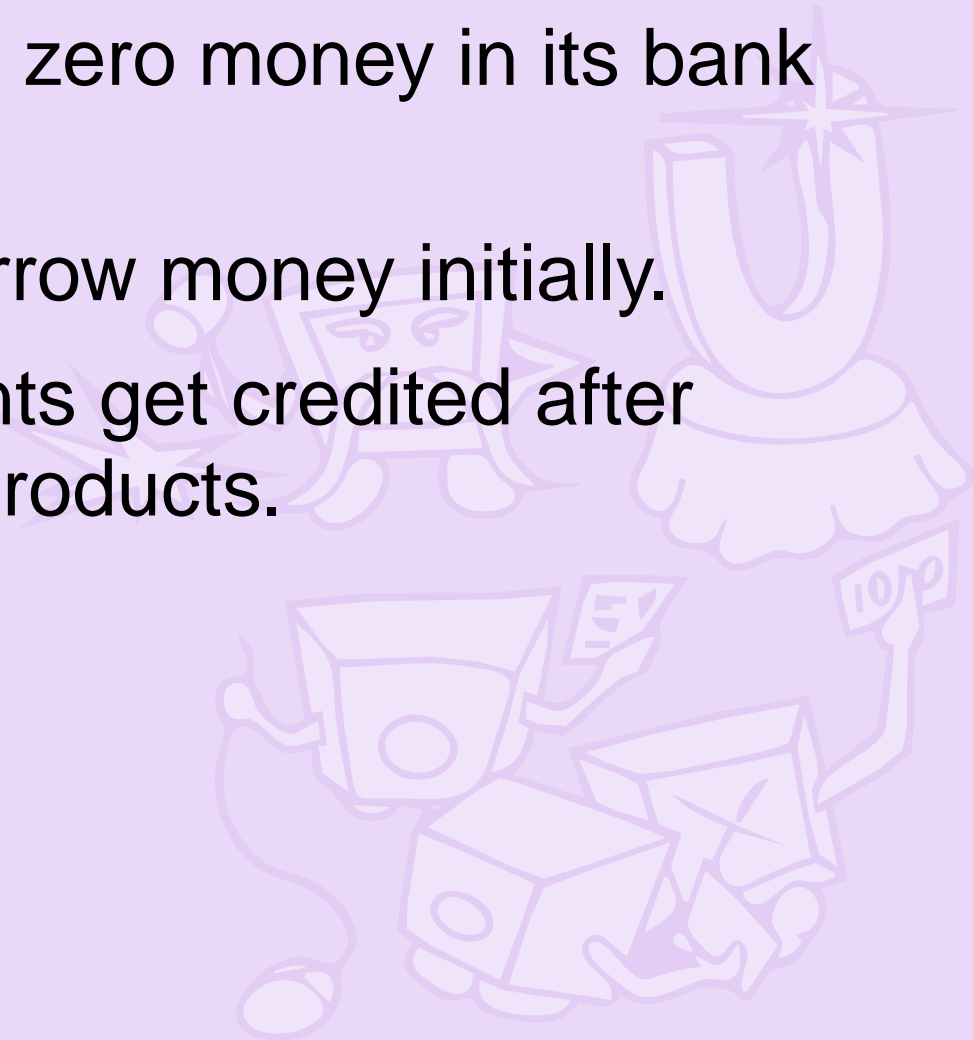 zero money in its bank
rrow money initially.
nts get credited after
roducts.